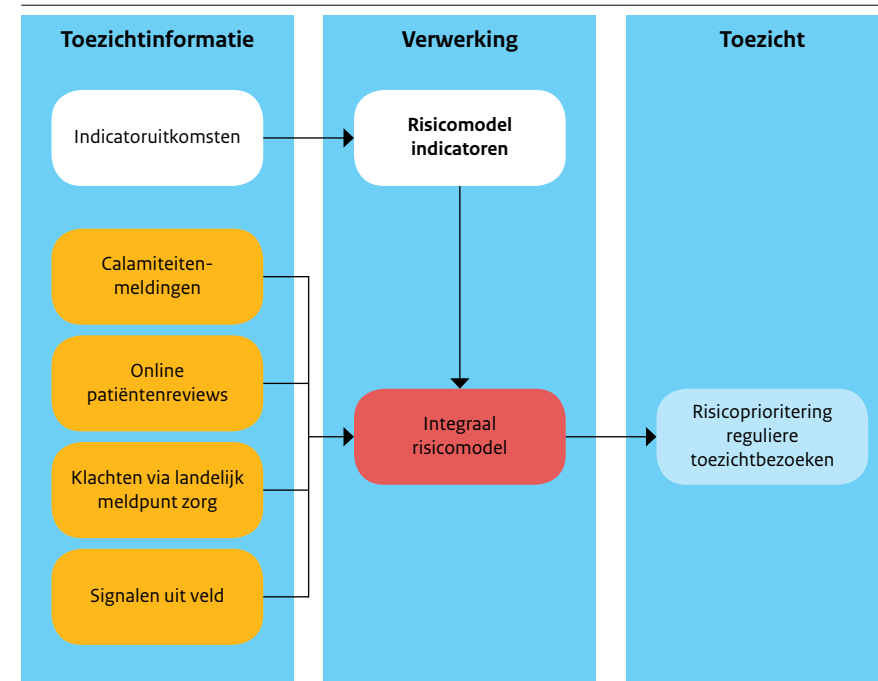 Toezichtinformatie
Verwerking
Toezicht
Indicatoruitkomsten
Risicomodel
indicatoren
Calamiteiten-
meldingen
Online
patiëntenreviews
Klachten via landelijk
meldpunt zorg
Signalen uit veld
Integraal
risicomodel
Risicoprioritering
reguliere
toezichtbezoeken